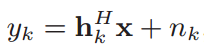 $y_k = \mathbf{h}_k^H \mathbf{x} + n_k$